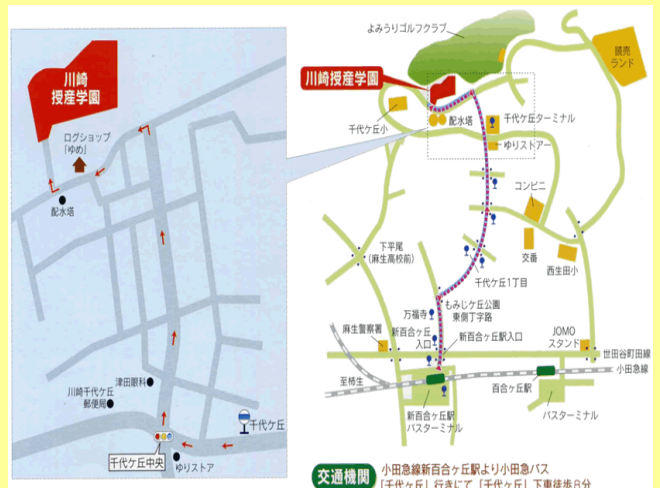 川崎
授産学園
ログショップ
「ゆめ」
配水塔
津田眼科
川崎千代ケ丘
郵便局
千代ケ丘
千代ケ丘中央
ゆりストア
よみうりゴルフクラブ
読売
ランド
川崎授産学園
千代ケ丘小
配水塔
千代ケ丘ターミナル
ゆりストアー
コンビニ
交番
西生田小
下平尾
(麻生高校前)
千代ケ丘1丁目
もみじケ丘公園
東側丁字路
万福寺
新百合ケ丘
入口
新百合ケ丘駅入口
麻生警察署
JOMO
スタンド
世田谷町田線
小田急線
至柿生
百合ケ丘駅
新百合ケ丘駅
バスターミナル
バスターミナル
交通機関
小田急線新百合ケ丘駅より小田急バス
「千代ケ丘」行きにて「千代ケ丘」下車徒歩8分